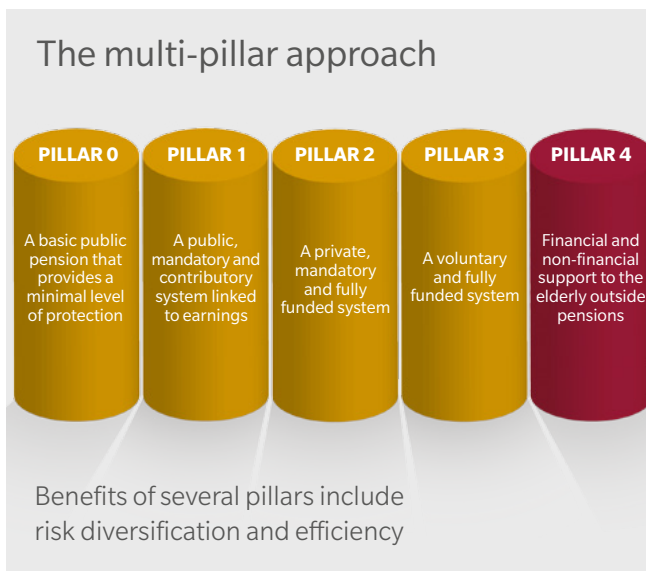 The multi-pillar approach
PILLAR 0
A basic public
pension that
provides a
minimal level
of protection
PILLAR 1
A public,
mandatory and
contributory
system linked
to earnings
PILLAR 2
A private,
mandatory
and fully
funded system
PILLAR 3
A voluntary
and fully
funded system
PILLAR 4
Financial and
non-financial
support to the
elderly outside
pensions
Benefits of several pillars include
risk diversification and efficiency